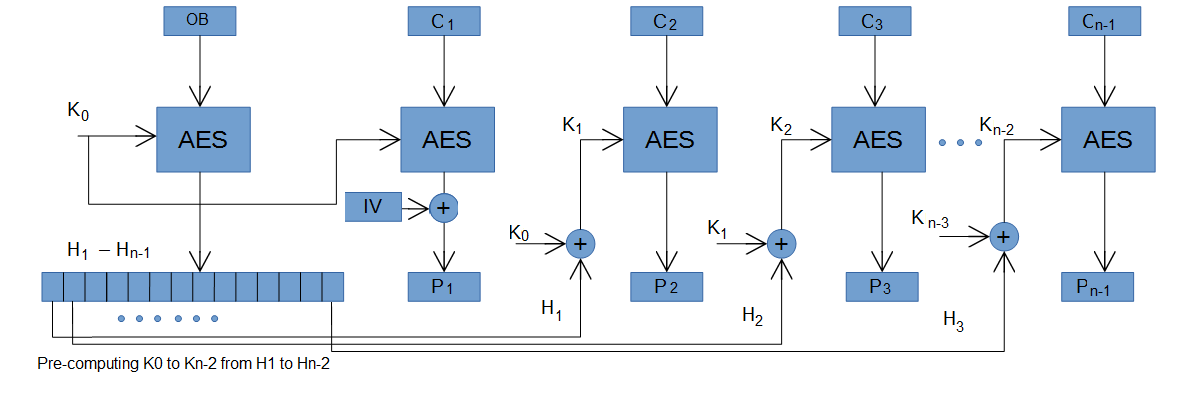 OB C1 C2 C3 Cn-1
K0 AES AES K1 AES K2 AES Kn-2 AES
IV + K0 + K1 + Kn-3 +
H1 – Hn-1
P1 P2 P3 Pn-1
H1 H2 H3
Pre-computing K0 to Kn-2 from H1 to Hn-2